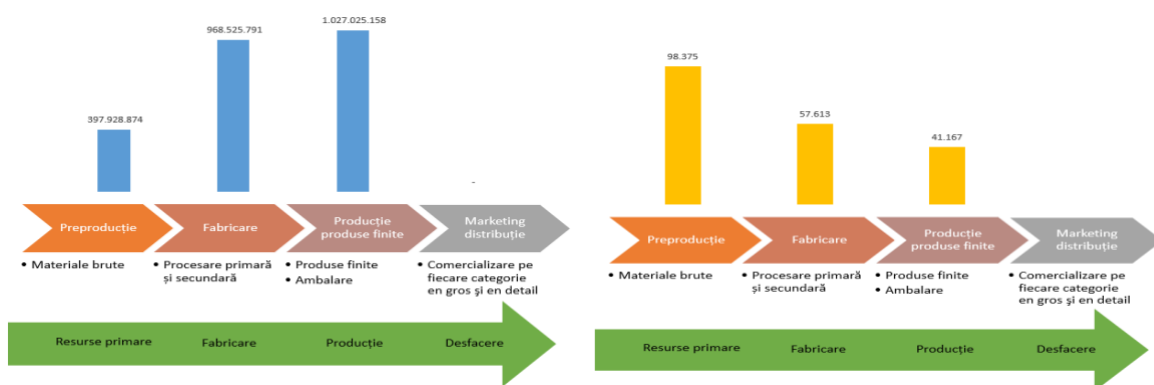 1.027.025.158
968.525.791
397.928.874
-
Preproducție
Fabricare
Producție
produse finite
Marketing
distribuție
• Materiale brute
• Procesare primară
și secundară
• Produse finite
• Ambalare
• Comercializare pe
fiecare categorie
en gros şi en detail
Resurse primare
Fabricare
Producție
Desfacere
98.375
57.613
41.167
Preproducție
Fabricare
Producție
produse finite
Marketing
distribuție
• Materiale brute
• Procesare primară
și secundară
• Produse finite
• Ambalare
• Comercializare pe
fiecare categorie
en gros şi en detail
Resurse primare
Fabricare
Producție
Desfacere